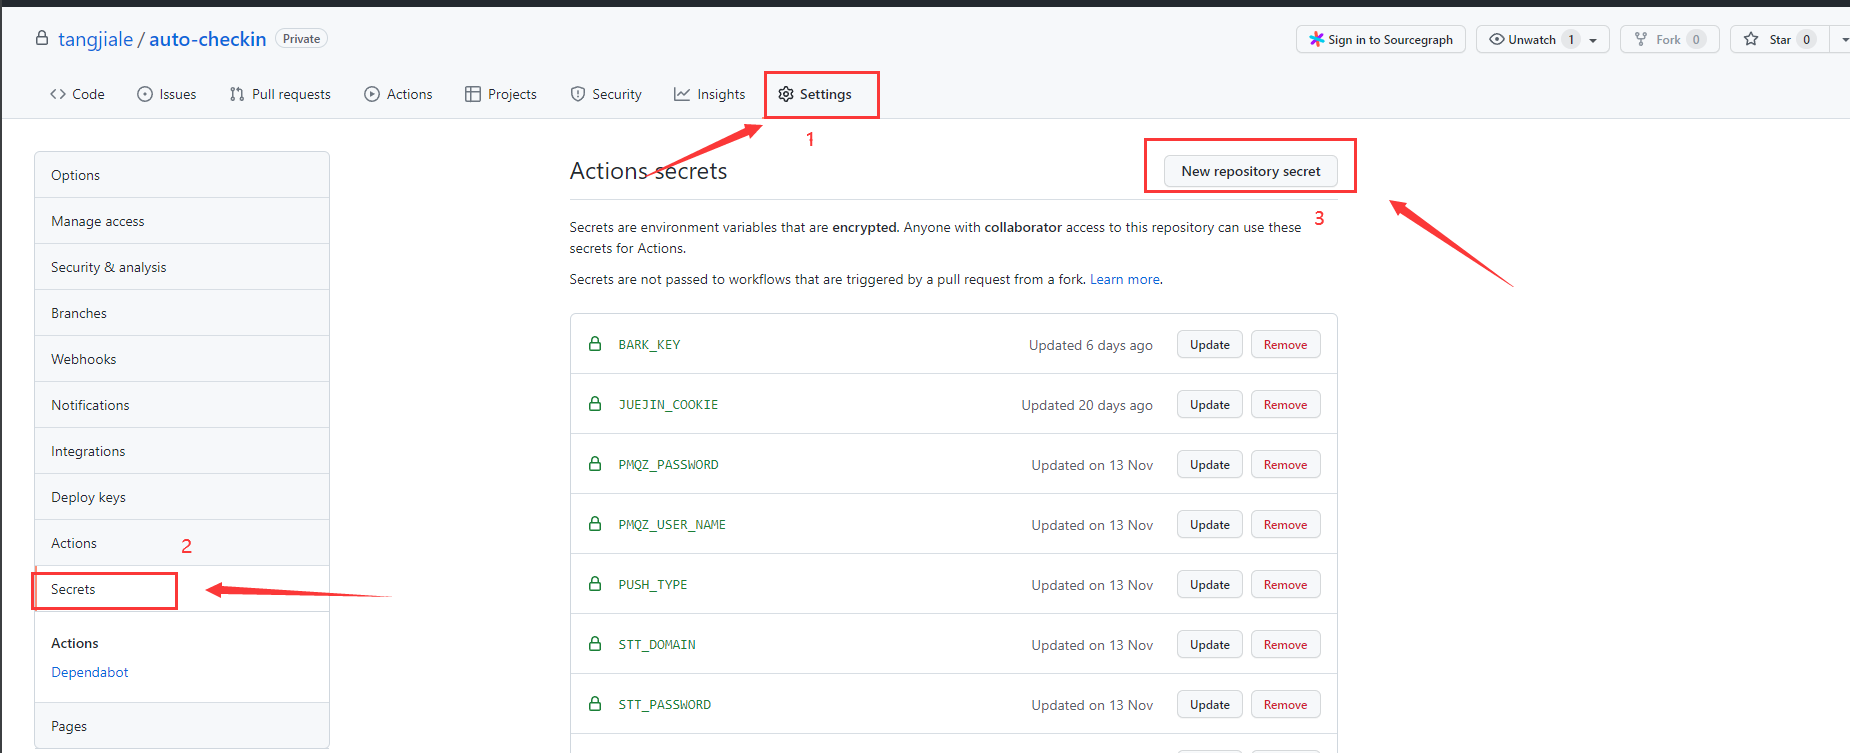 tangjiale / auto-checkin Private
Sign in to Sourcegraph Unwatch 1 Fork 0 Star 0
Code Issues Pull requests Actions Projects Security Insights Settings
1
Options
Manage access
Security & analysis
Branches
Webhooks
Notifications
Integrations
Deploy keys
Actions
2
Secrets
Actions
Dependabot
Pages
Actions secrets
New repository secret
3
Secrets are environment variables that are encrypted. Anyone with collaborator access to this repository can use these
secrets for Actions.
Secrets are not passed to workflows that are triggered by a pull request from a fork. Learn more.
BARK_KEY Updated 6 days ago Update Remove
JUEJIN_COOKIE Updated 20 days ago Update Remove
PMQZ_PASSWORD Updated on 13 Nov Update Remove
PMQZ_USER_NAME Updated on 13 Nov Update Remove
PUSH_TYPE Updated on 13 Nov Update Remove
STT_DOMAIN Updated on 13 Nov Update Remove
STT_PASSWORD Updated on 13 Nov Update Remove